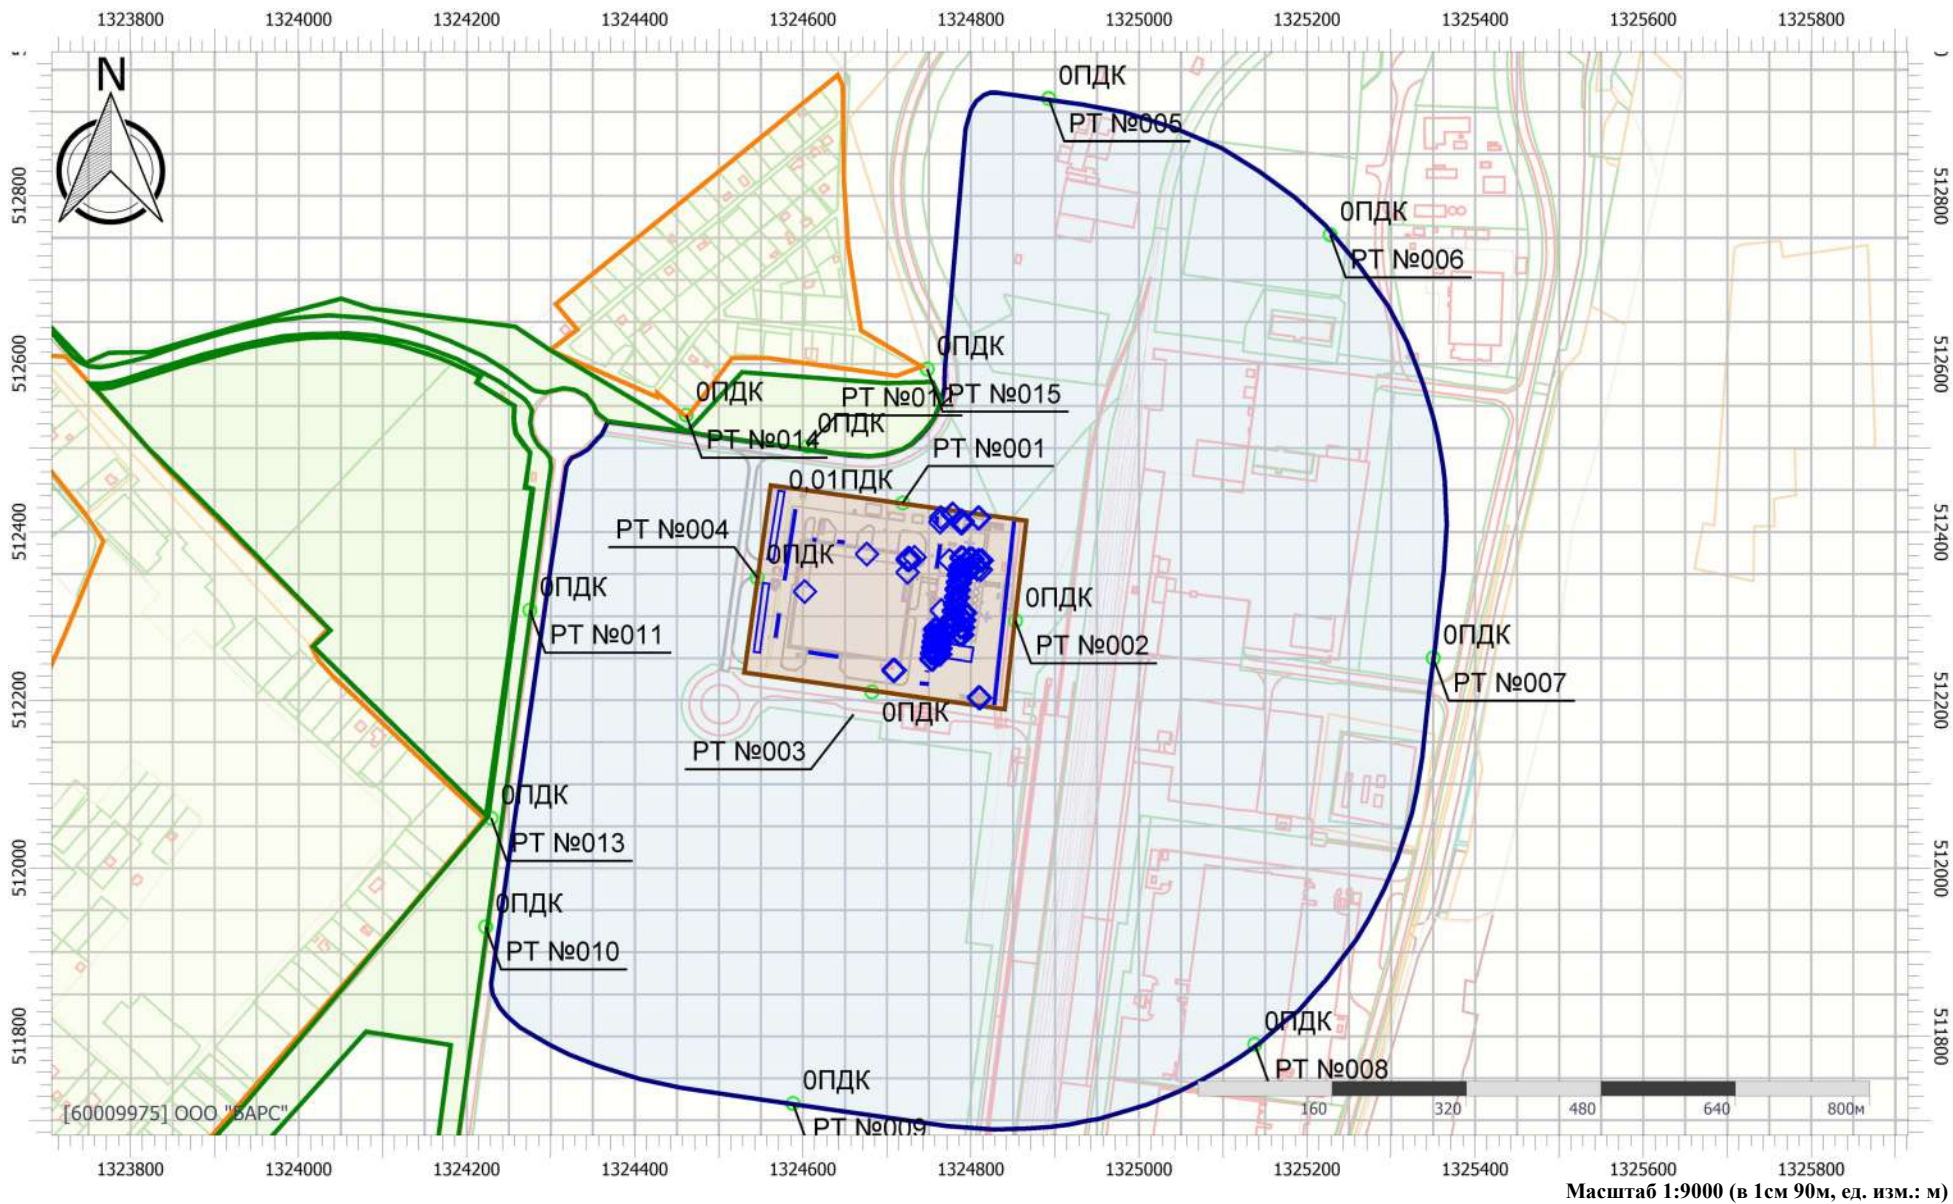 1323800 1324000 1324200 1324400 1324600 1324800 1325000 1325200 1325400 1325600 1325800
N
0ПДК
РТ №005
512800
512800
0ПДК
РТ №006
512600
512600
0ПДК
РТ №015
0ПДК
РТ №014
РТ №012
0ПДК
РТ №001
0,01ПДК
512400
512400
РТ №004
0ПДК
0ПДК
РТ №011
0ПДК
РТ №002
0ПДК
РТ №007
512200
512200
0ПДК
РТ №003
0ПДК
РТ №013
512000
512000
0ПДК
РТ №010
511800
511800
0ПДК
РТ №008
0ПДК
РТ №009
[60009975] ООО "БАРС"
160 320 480 640 800м
1323800 1324000 1324200 1324400 1324600 1324800 1325000 1325200 1325400 1325600 1325800
Масштаб 1:9000 (в 1см 90м, ед. изм.: м)